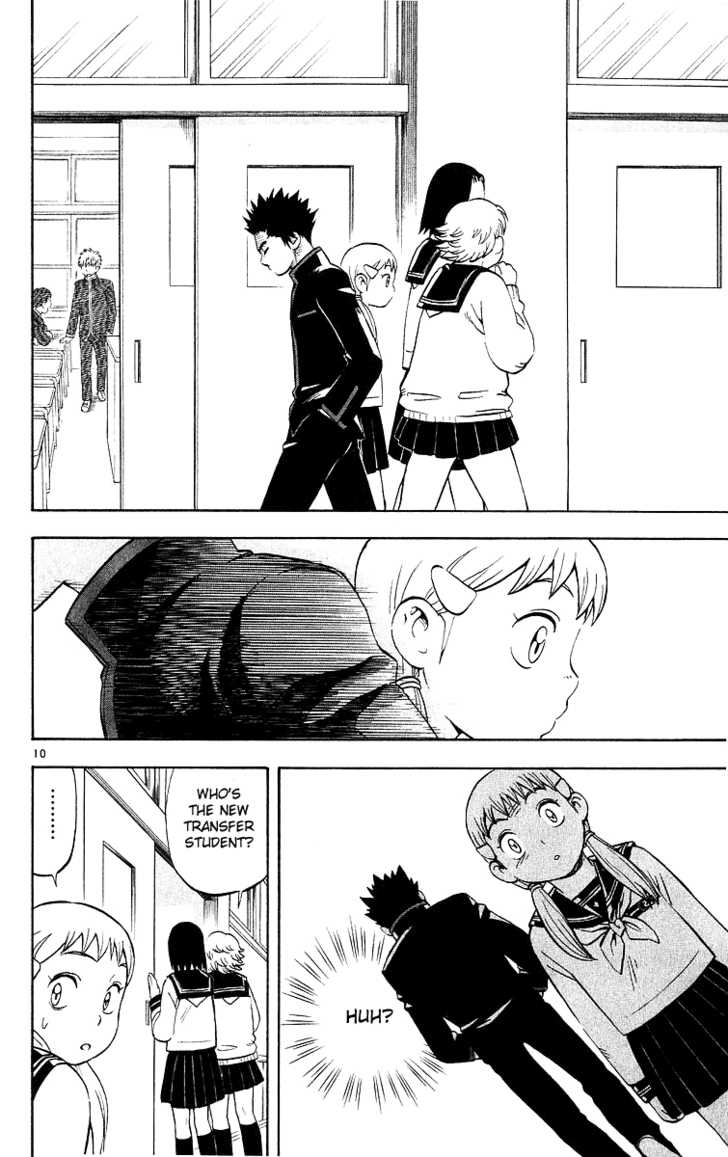 10
HUH?
WHO'S
THE NEW
TRANSFER
STUDENT?
.........